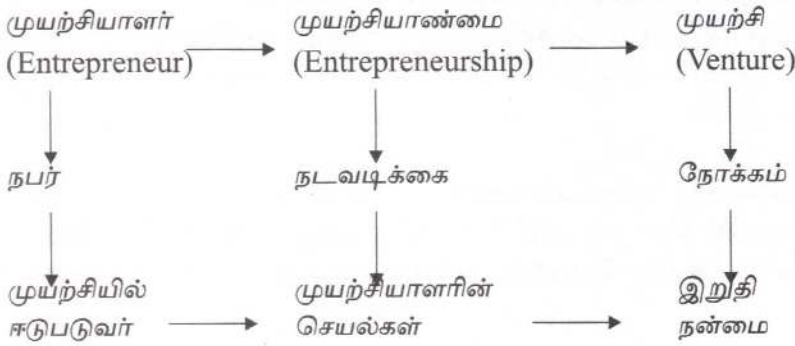 முயற்சியாளர் முயற்சியாண்மை முயற்சி
(Entrepreneur) (Entrepreneurship) (Venture)
நபர் நடவடிக்கை நோக்கம்
முயற்சியில் முயற்சியாளரின் இறுதி
ஈடுபடுவர் செயல்கள் நன்மை